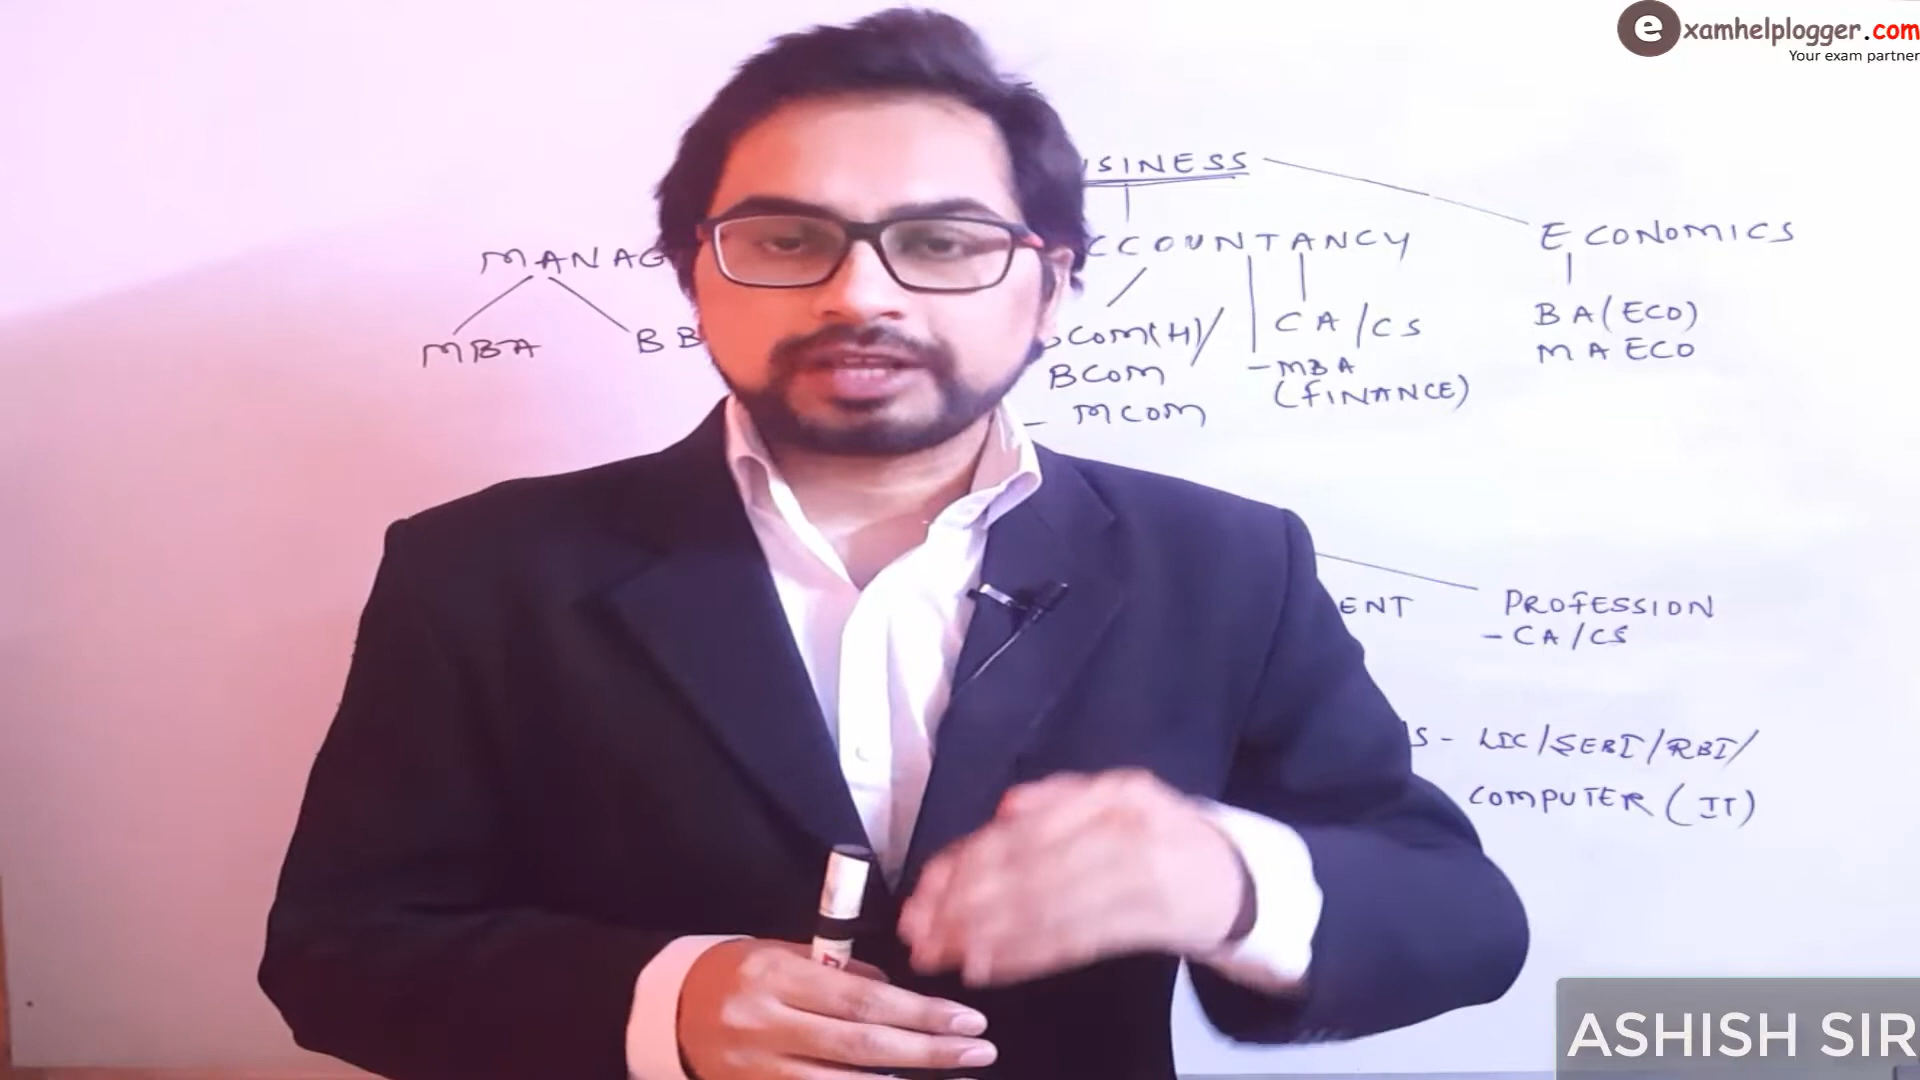 examhelplogger.com
Your exam partner
SINESS
MANAG
CCOUNTANCY
ECONOMICS
MBA
BB
COM(H)/
BCOM
- MCOM
CA/CS
- MBA
(FINANCE)
BA(ECO)
MA ECO
ENT
PROFESSION
- CA/CS
S - LIC/SEBI/RBI/
COMPUTER (IT)
ASHISH SIR